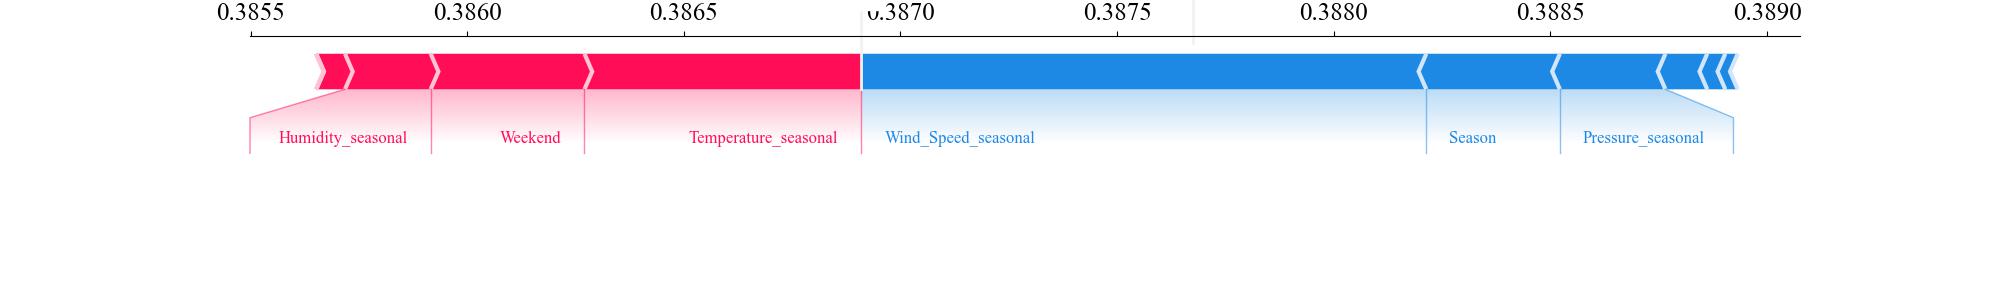 0.3855 0.3860 0.3865 0.3870 0.3875 0.3880 0.3885 0.3890
Humidity_seasonal Weekend Temperature_seasonal Wind_Speed_seasonal Season Pressure_seasonal